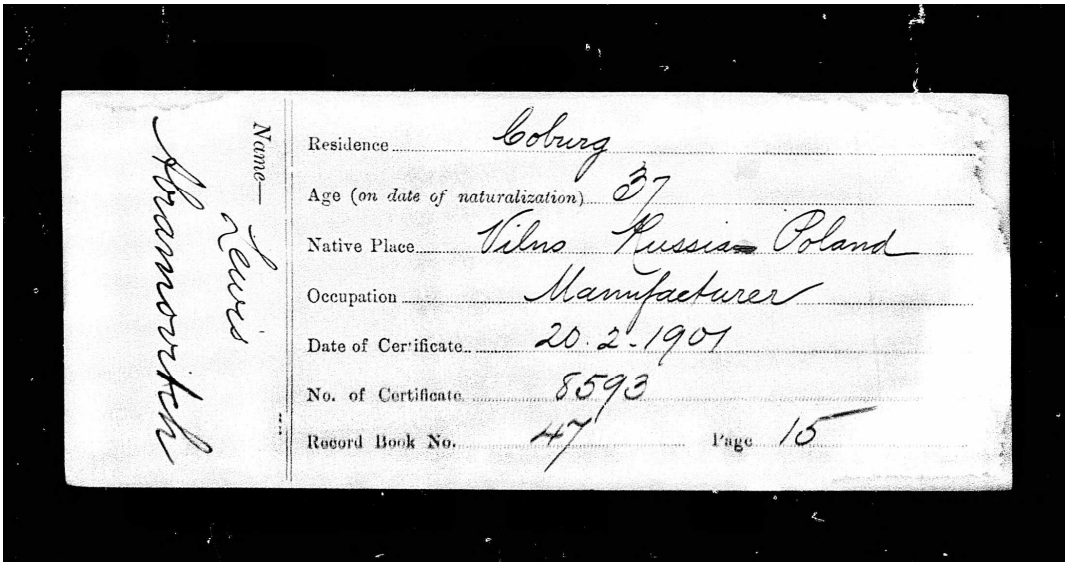 Name—
Lewis
Abramovitch
Residence Coburg
Age (on date of naturalization) 37
Native Place Vilno Russia Poland
Occupation Manufacturer
Date of Certificate 20.2-1901
No. of Certificate 8593
Record Book No. 47 Page 15